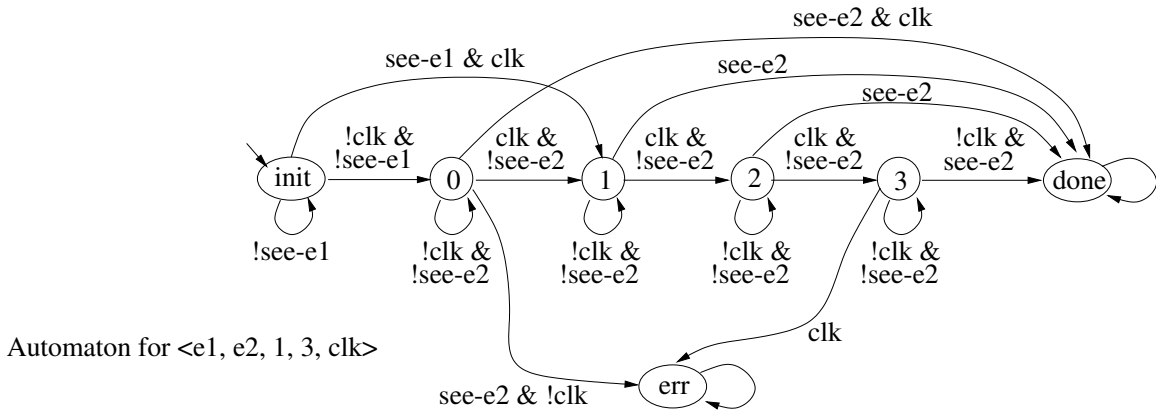 see-e2 & clk
see-e1 & clk
see-e2
see-e2
!clk &
!see-e1
clk &
!see-e2
clk &
!see-e2
clk &
!see-e2
!clk &
see-e2
init
0
1
2
3
done
!see-e1
!clk &
!see-e2
!clk &
!see-e2
!clk &
!see-e2
!clk &
!see-e2
clk
Automaton for <e1, e2, 1, 3, clk>
err
see-e2 & !clk